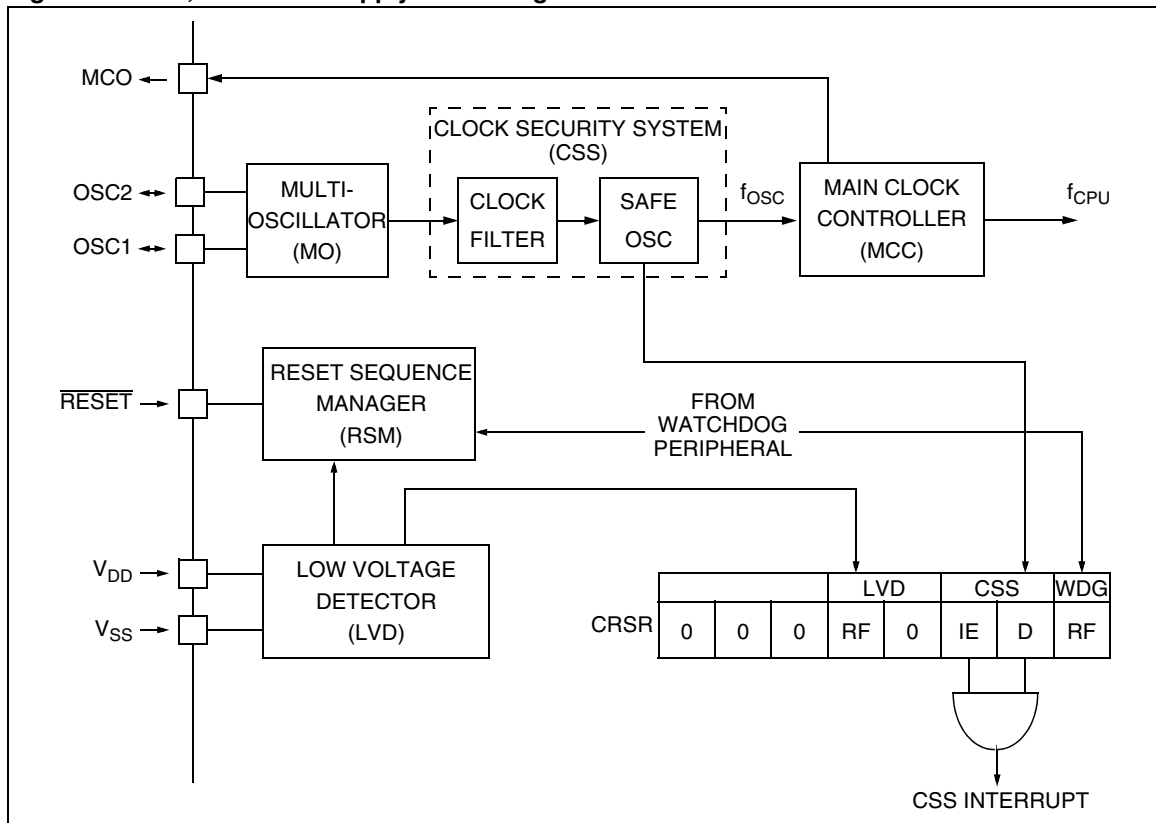 MCO
CLOCK SECURITY SYSTEM
(CSS)
OSC2
OSC1
MULTI-
OSCILLATOR
(MO)
CLOCK
FILTER
SAFE
OSC
fOSC
MAIN CLOCK
CONTROLLER
(MCC)
fCPU
RESET
RESET SEQUENCE
MANAGER
(RSM)
FROM
WATCHDOG
PERIPHERAL
VDD
VSS
LOW VOLTAGE
DETECTOR
(LVD)
LVD CSS WDG
CRSR 0 0 0 RF 0 IE D RF
CSS INTERRUPT